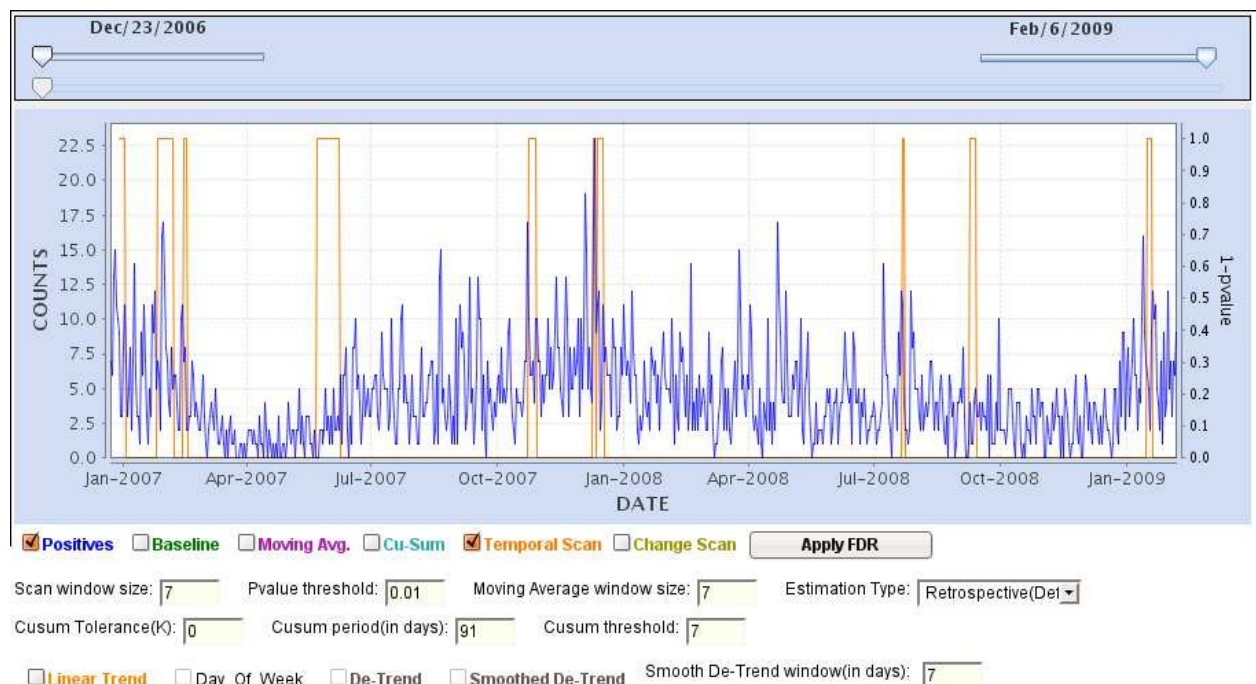 Dec/23/2006 Feb/6/2009
22.5
20.0
17.5
15.0
12.5
10.0
7.5
5.0
2.5
0.0
COUNTS
1.0
0.9
0.8
0.7
0.6
0.5
0.4
0.3
0.2
0.1
0.0
1-pvalue
Jan-2007 Apr-2007 Jul-2007 Oct-2007 Jan-2008 Apr-2008 Jul-2008 Oct-2008 Jan-2009
DATE
Positives Baseline Moving Avg. Cu-Sum Temporal Scan Change Scan Apply FDR
Scan window size: 7 Pvalue threshold: 0.01 Moving Average window size: 7 Estimation Type: Retrospective(Det
Cusum Tolerance(K): 0 Cusum period(in days): 91 Cusum threshold: 7
Linear Trend Day_Of_Week De-Trend Smoothed De-Trend Smooth De-Trend window(in days): 7